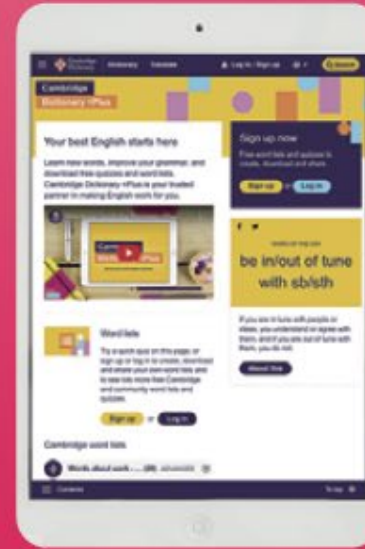 Cambridge Dictionary Dictionary Translate Log in / Sign up Search
Cambridge
Dictionary +Plus
Your best English starts here
Learn new words, improve your grammar, and
download free quizzes and word lists.
Cambridge Dictionary +Plus is your trusted
partner in making English work for you.
Word lists
Try a quick quiz on this page, or
sign up or log in to create, download
and share your own word lists and
to see lots more free Cambridge
and community word lists and
quizzes.
Sign up or Log in
Cambridge word lists
Words about work
ADVANCED
Sign up now
Free word lists and quizzes to
create, download and share
Sign up or Log in
WORD OF THE DAY
be in/out of tune
with sb/sth
If you are in tune with people or
ideas, you understand or agree with
them, and if you are out of tune with
them, you do not.
About this
Contents To top